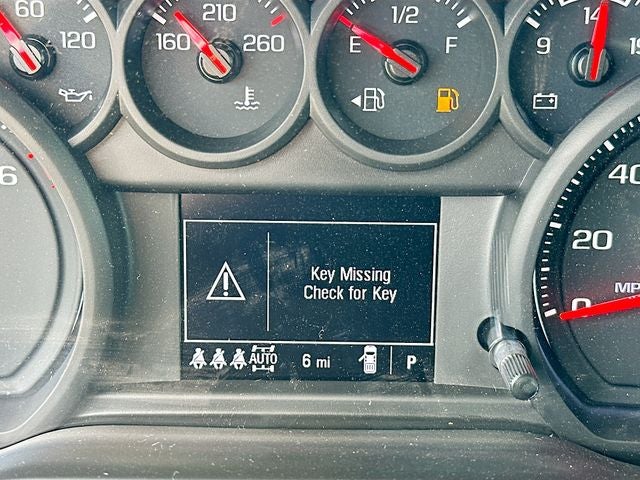 60 120
160 210 260
E 1/2 F
9 14
6
40
20
0
MP
Key Missing
Check for Key
AUTO 6 mi P